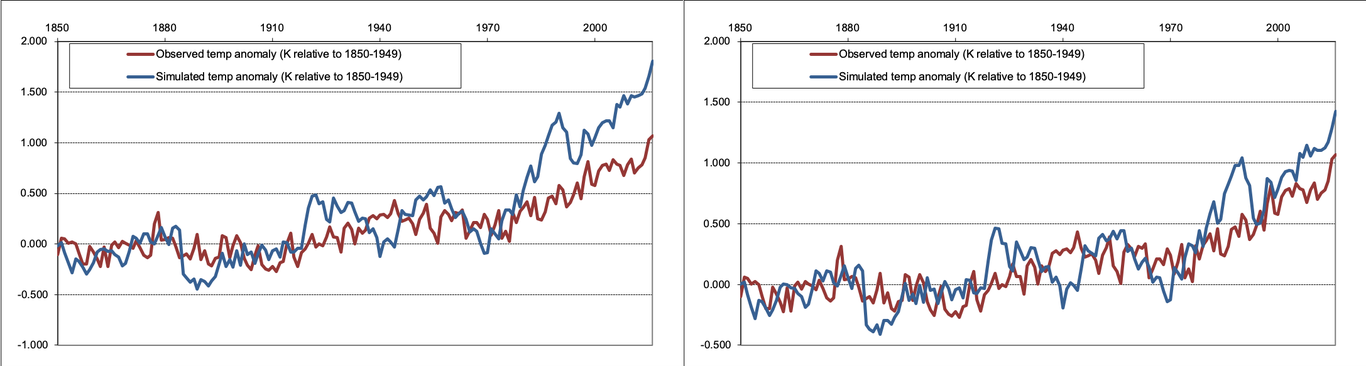 1850 1880 1910 1940 1970 2000
2.000
Observed temp anomaly (K relative to 1850-1949)
Simulated temp anomaly (K relative to 1850-1949)
1.500
1.000
0.500
0.000
-0.500
-1.000
1850 1880 1910 1940 1970 2000
2.000
Observed temp anomaly (K relative to 1850-1949)
Simulated temp anomaly (K relative to 1850-1949)
1.500
1.000
0.500
0.000
-0.500